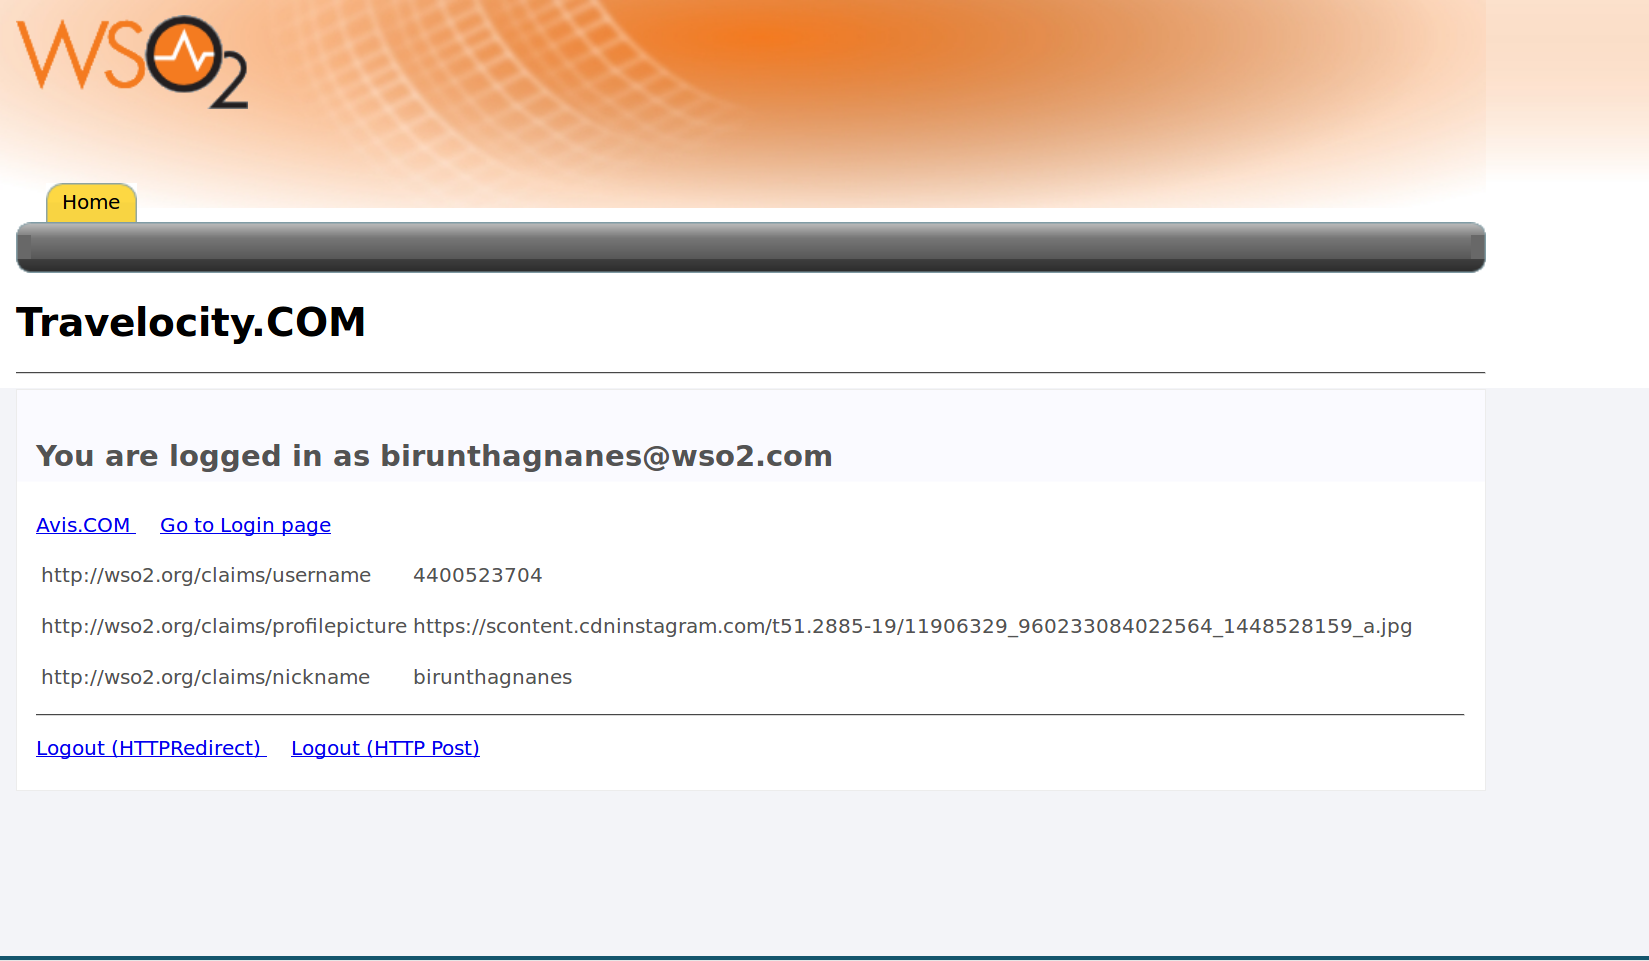 WSO2
Home
Travelocity.COM
You are logged in as birunthagnanes@wso2.com
Avis.COM Go to Login page
http://wso2.org/claims/username 4400523704
http://wso2.org/claims/profilepicture https://scontent.cdninstagram.com/t51.2885-19/11906329_960233084022564_1448528159_a.jpg
http://wso2.org/claims/nickname birunthagnanes
Logout (HTTPRedirect) Logout (HTTP Post)